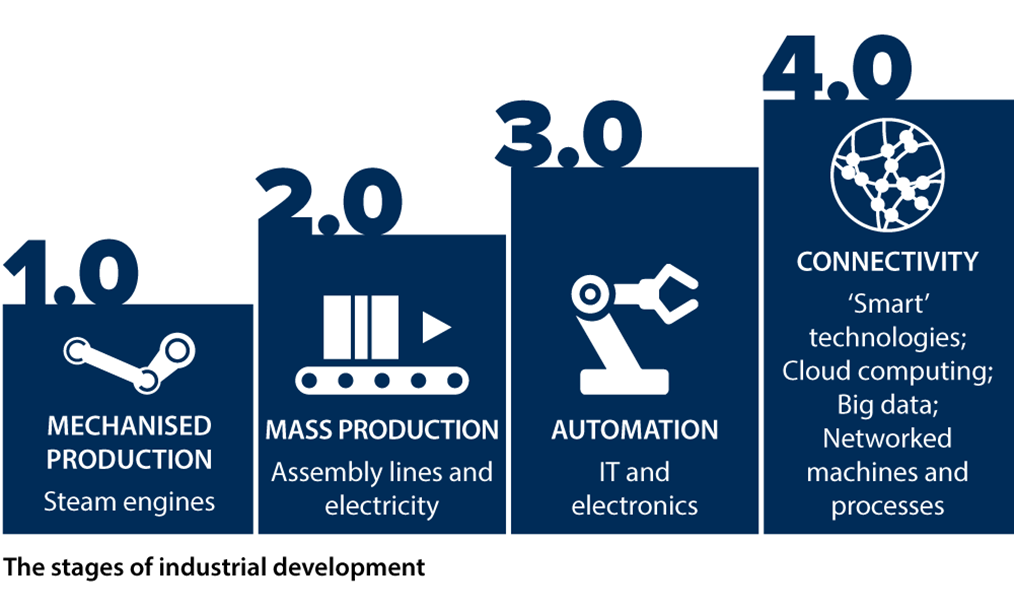 1.0
MECHANISED
PRODUCTION
Steam engines
2.0
MASS PRODUCTION
Assembly lines and
electricity
3.0
AUTOMATION
IT and
electronics
4.0
CONNECTIVITY
‘Smart’
technologies;
Cloud computing;
Big data;
Networked
machines and
processes
The stages of industrial development